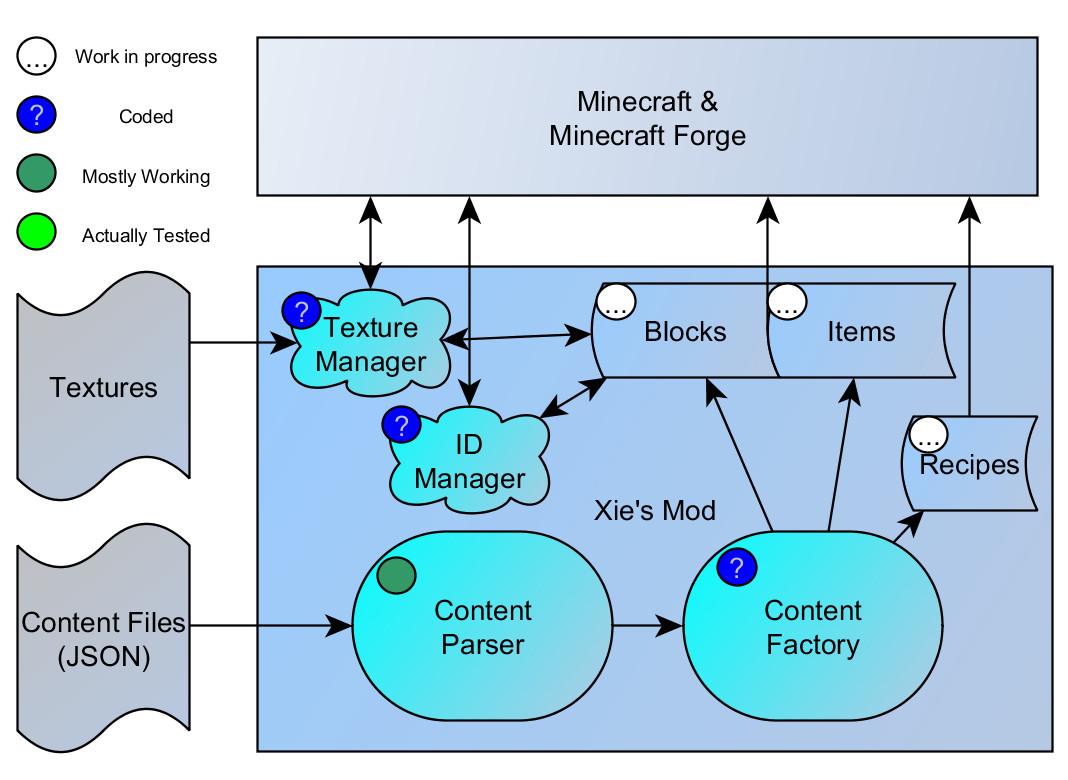 ...
Work in progress
?
Coded
Mostly Working
Actually Tested
Minecraft &
Minecraft Forge
Textures
?
Texture
Manager
...
Blocks
...
Items
?
ID
Manager
...
Recipes
Xie's Mod
Content Files
(JSON)
Content
Parser
?
Content
Factory